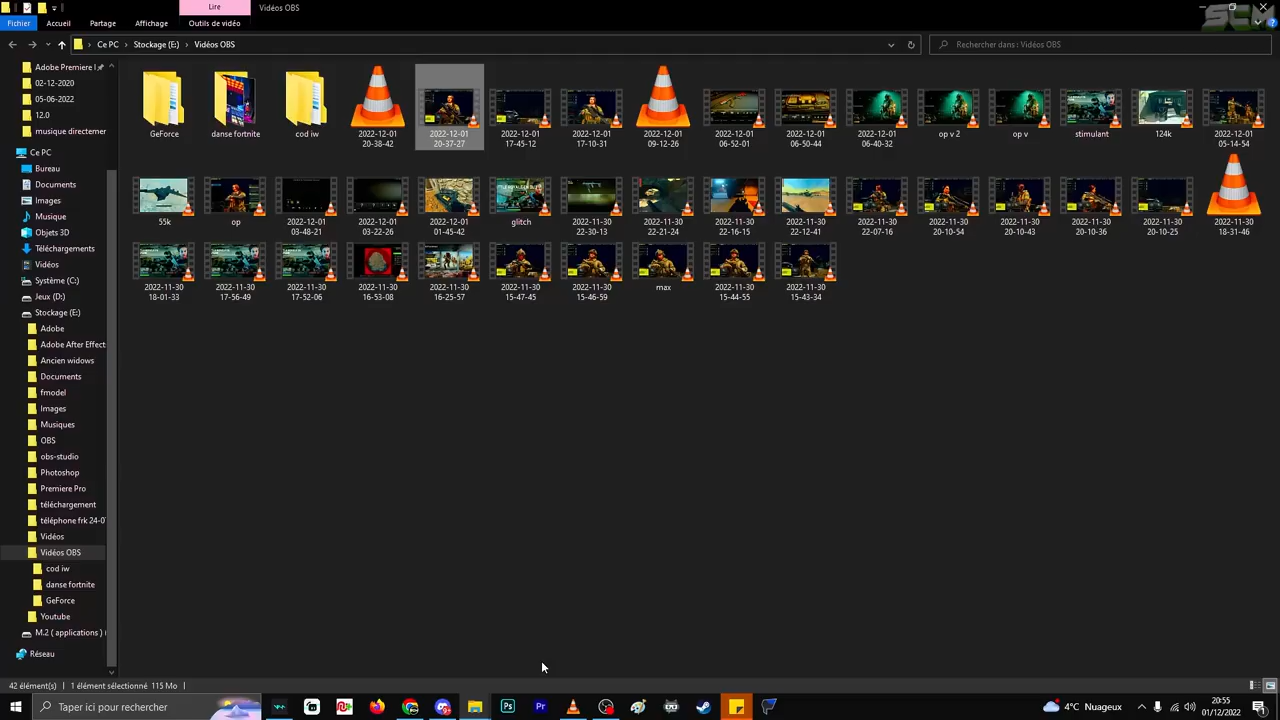 Lire
Vidéos OBS
Fichier
Accueil
Partage
Affichage
Outils de vidéo
Ce PC
Stockage (E:)
Vidéos OBS
Rechercher dans : Vidéos OBS
Adobe Premiere I
02-12-2020
05-06-2022
12.0
musique directemer
Ce PC
Bureau
Documents
Images
Musique
Objets 3D
Téléchargements
Vidéos
Système (C:)
Jeux (D:)
Stockage (E:)
Adobe
Adobe After Effect
Ancien widows
Documents
fmodel
Images
Musiques
OBS
obs-studio
Photoshop
Premiere Pro
téléchargement
téléphone frk 24-0
Vidéos
Vidéos OBS
cod iw
danse fortnite
GeForce
Youtube
M.2 ( applications ) (
Réseau
GeForce
danse fortnite
cod iw
2022-12-01 20-38-42
2022-12-01 20-37-27
2022-12-01 17-45-12
2022-12-01 17-10-31
2022-12-01 09-12-26
2022-12-01 06-52-01
2022-12-01 06-50-44
2022-12-01 06-40-32
op v 2
op v
stimulant
124k
2022-12-01 05-14-54
55k
op
2022-12-01 03-48-21
2022-12-01 03-22-26
2022-12-01 01-45-42
glitch
2022-11-30 22-30-13
2022-11-30 22-21-24
2022-11-30 22-16-15
2022-11-30 22-12-41
2022-11-30 22-07-16
2022-11-30 20-10-54
2022-11-30 20-10-43
2022-11-30 20-10-36
2022-11-30 20-10-25
2022-11-30 18-31-46
2022-11-30 18-01-33
2022-11-30 17-56-49
2022-11-30 17-52-06
2022-11-30 16-53-08
2022-11-30 16-25-57
2022-11-30 15-47-45
2022-11-30 15-46-59
max
2022-11-30 15-44-55
2022-11-30 15-43-34
42 élément(s)
1 élément sélectionné 115 Mo
Taper ici pour rechercher
Ps
Pr
4°C Nuageux
20:55
01/12/2022